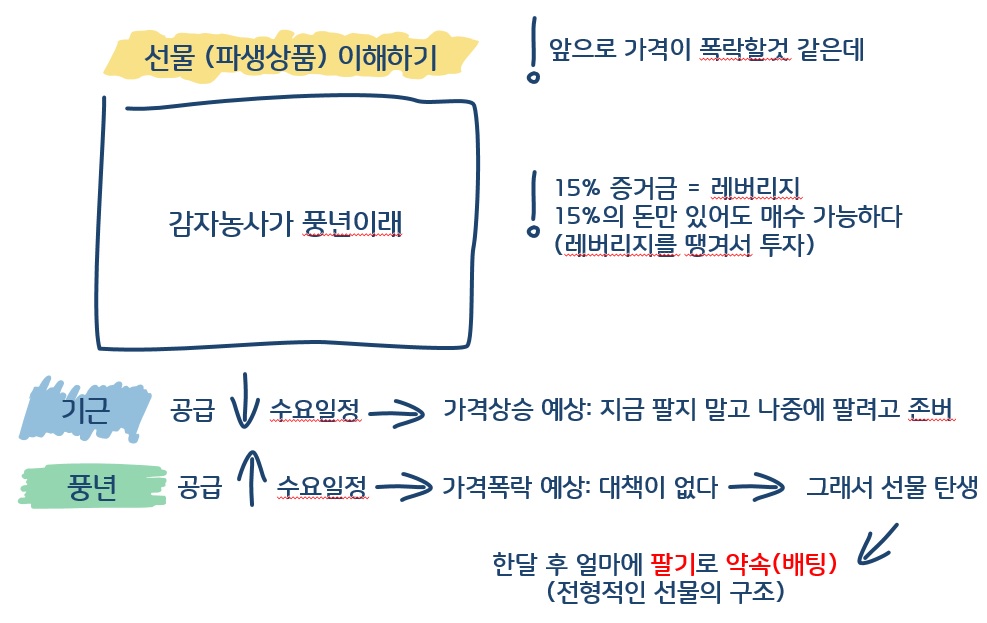 선물 (파생상품) 이해하기
앞으로 가격이 폭락할것 같은데
감자농사가 풍년이래
15% 증거금 = 레버리지
15%의 돈만 있어도 매수 가능하다
(레버리지를 땡겨서 투자)
기근 공급 수요일정 가격상승 예상: 지금 팔지 말고 나중에 팔려고 존버
풍년 공급 수요일정 가격폭락 예상: 대책이 없다 그래서 선물 탄생
한달 후 얼마에 팔기로 약속(배팅)
(전형적인 선물의 구조)